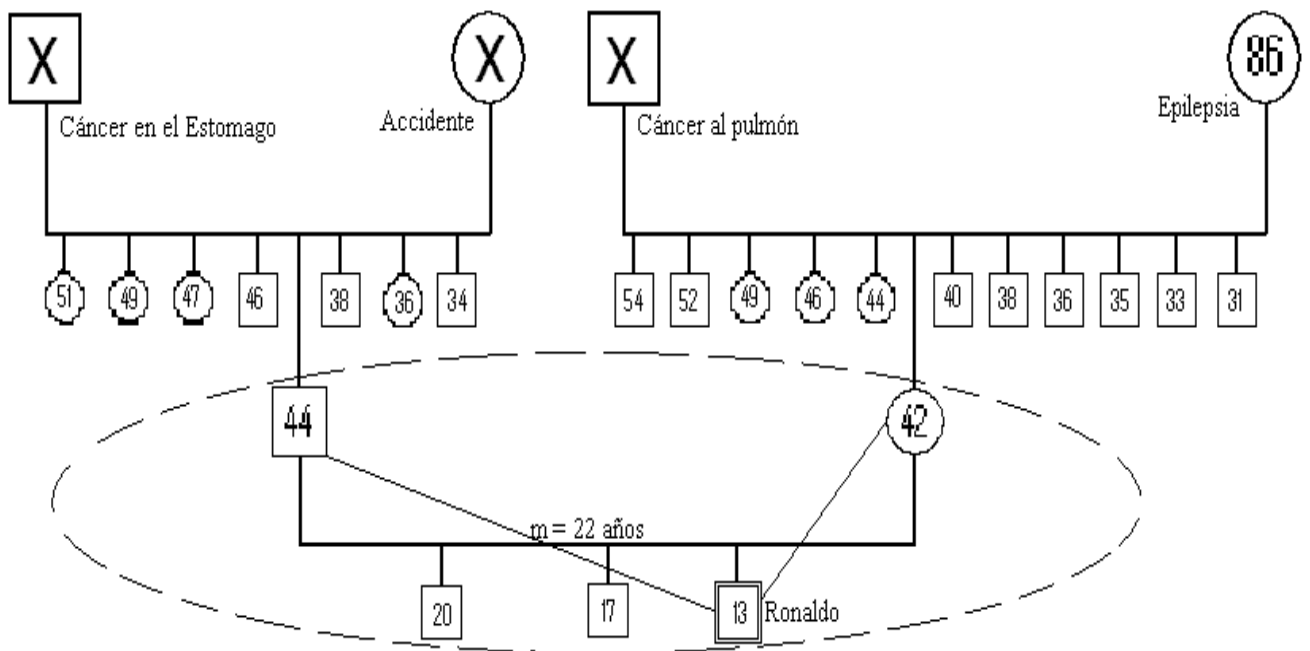 X
X
X
86
Cáncer en el Estomago
Accidente
Cáncer al pulmón
Epilepsia
51 49 47 46 38 36 34
54 52 49 46 44 40 38 36 35 33 31
44
42
m = 22 años
20
17
13
Ronaldo